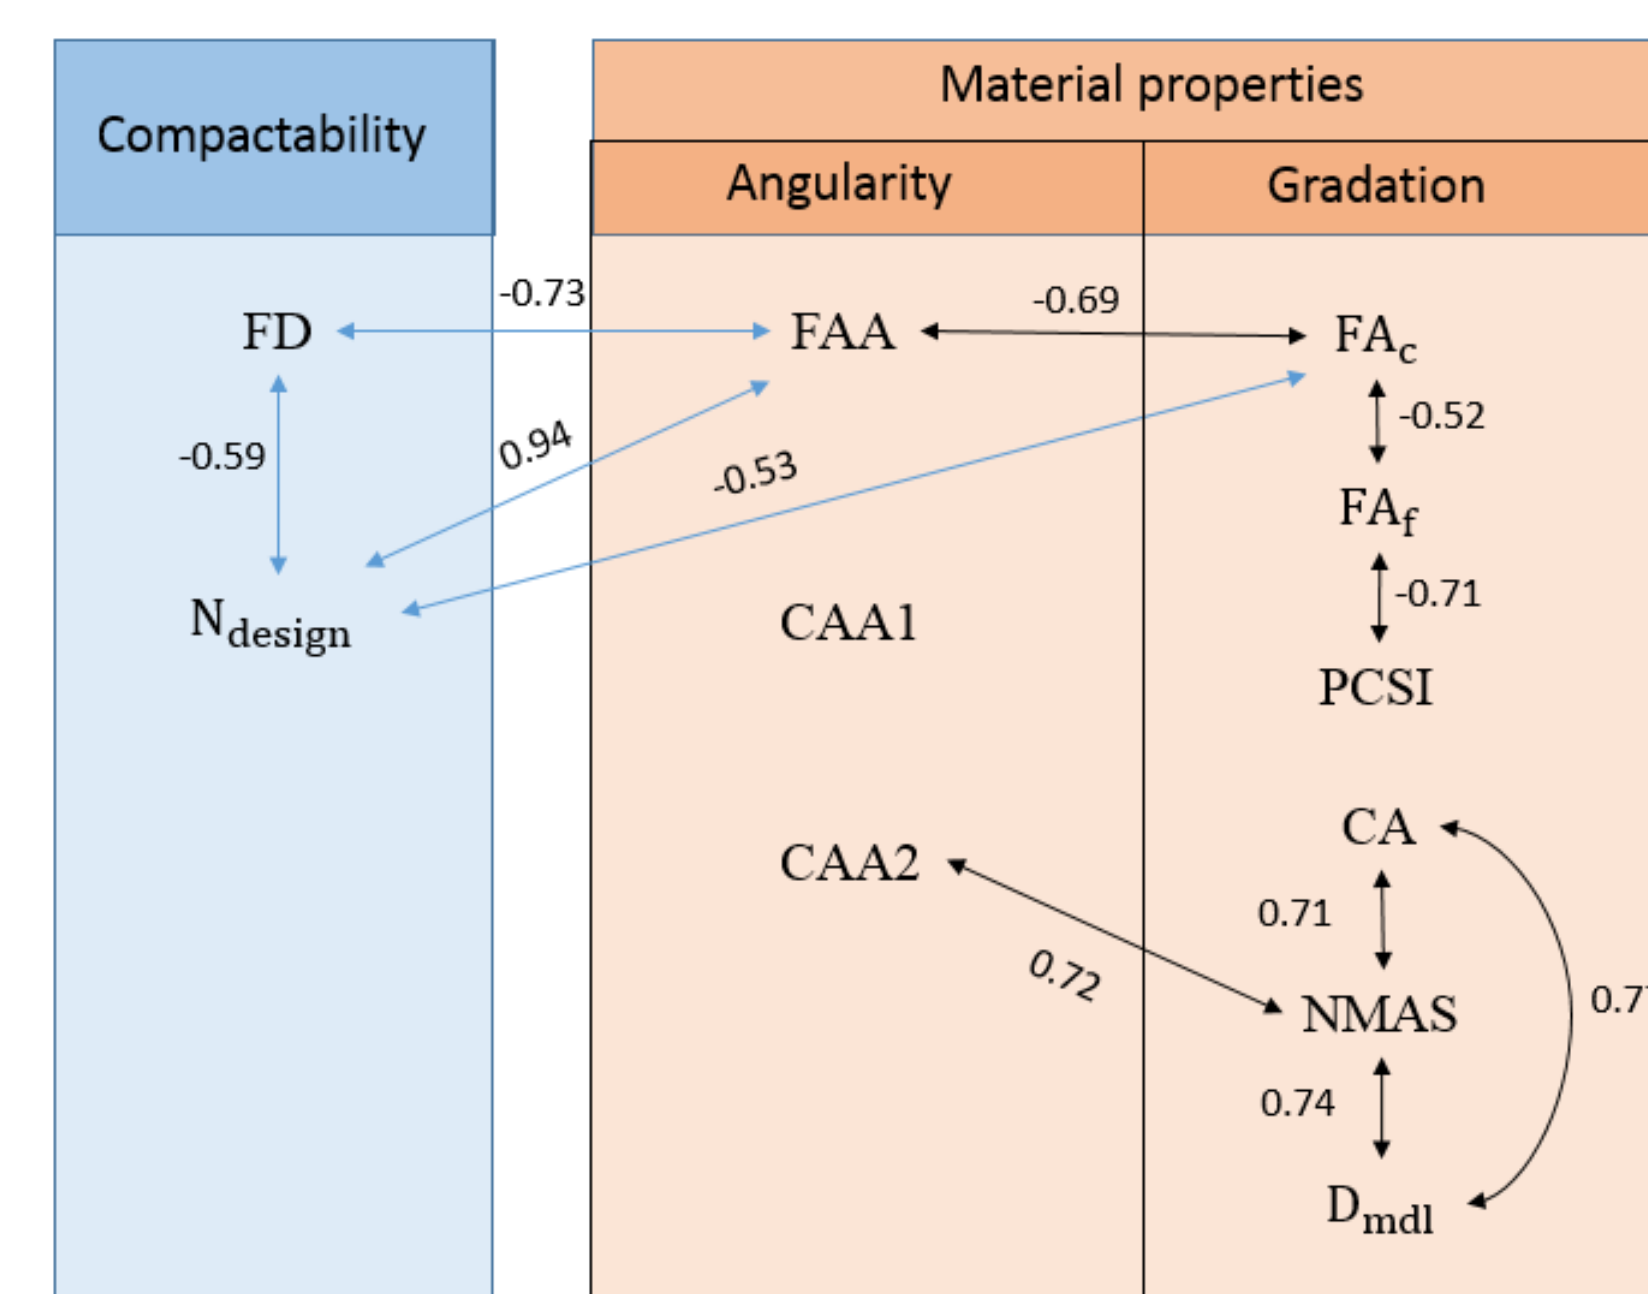 Compactability
Material properties
Angularity
Gradation
-0.73
-0.69
FD
FAA
FAc
-0.52
-0.59
0.94
-0.53
FAf
-0.71
Ndesign
CAA1
PCSI
CA
CAA2
0.71
0.72
NMAS
0.74
Dmdl